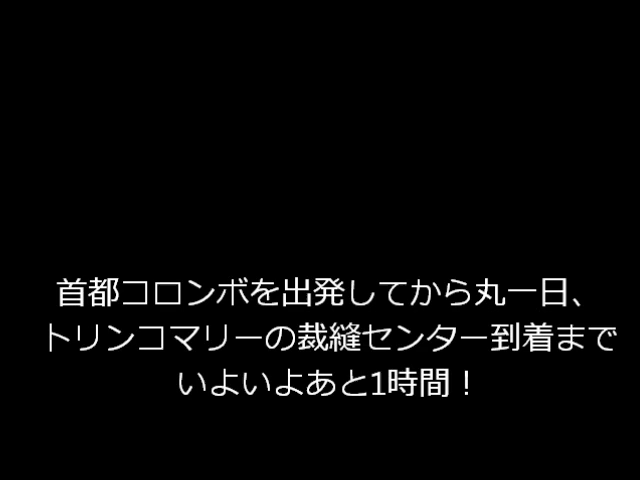 首都コロンボを出発してから丸一日、
トリンコマリーの裁縫センター到着まで
いよいよあと1時間！